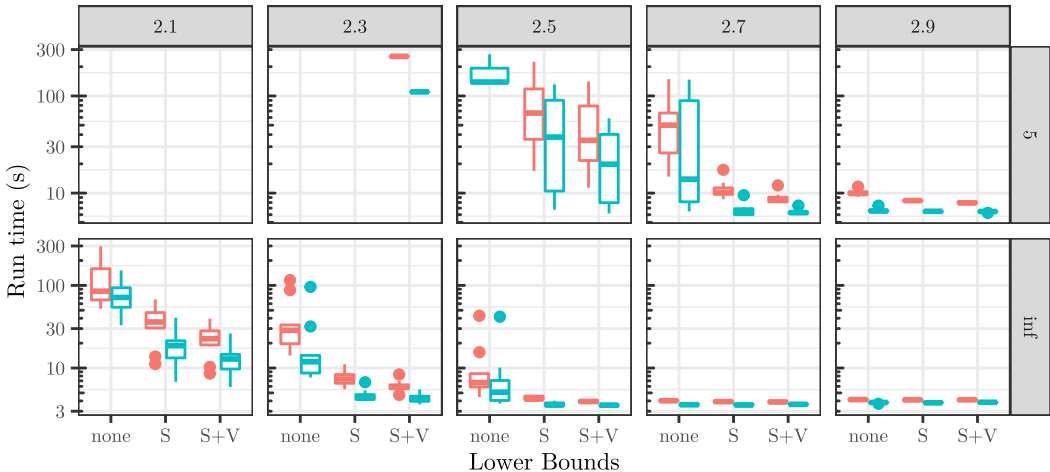 2.1 2.3 2.5 2.7 2.9
300
100
30
10
5
300
100
30
10
3
inf
none S S+V none S S+V none S S+V none S S+V none S S+V
Lower Bounds
Run time (s)